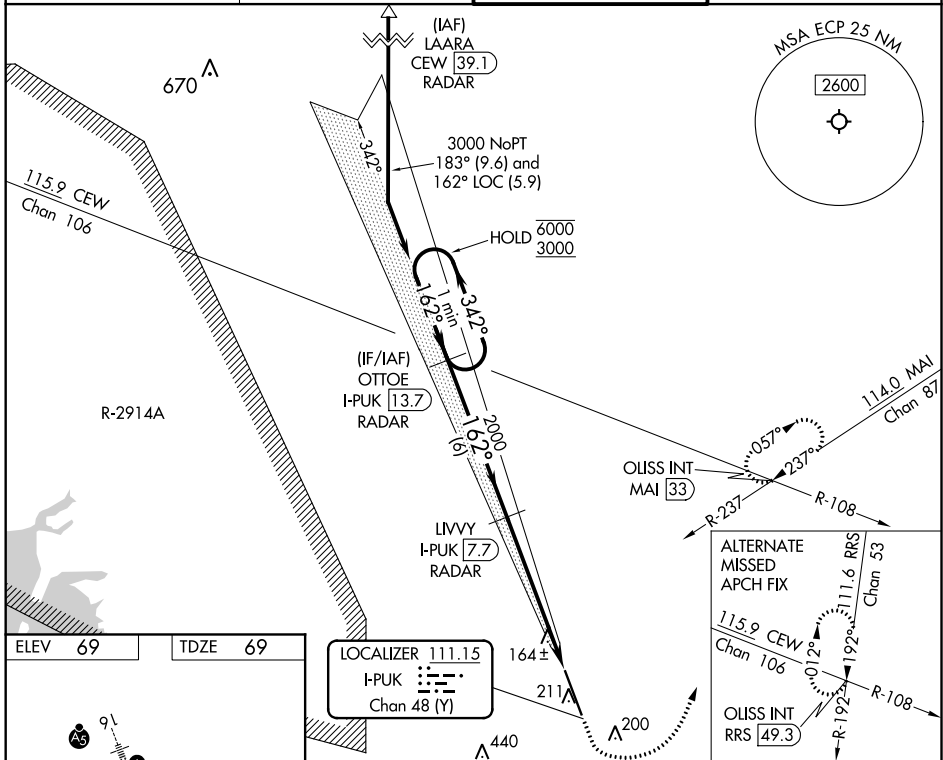 (IAF)
LAARA
CEW 39.1
RADAR
670
MSA ECP 25 NM
2600
342°
3000 NoPT
183° (9.6) and
162° LOC (5.9)
115.9 CEW
Chan 106
HOLD 6000
3000
162°
1 min
342°
(IF/IAF)
OTTOE
I-PUK 13.7
RADAR
R-2914A
2000
162°
(6)
114.0 MAI
Chan 87
057°
237°
OLISS INT
MAI 33
R-237
R-108
LIVVY
I-PUK 7.7
RADAR
ALTERNATE
MISSED
APCH FIX
111.6 RRS
Chan 53
115.9 CEW
Chan 106
012°
192°
R-108
R-192
OLISS INT
RRS 49.3
ELEV 69
TDZE 69
LOCALIZER 111.15
I-PUK
Chan 48 (Y)
164±
211
200
440
16
A5